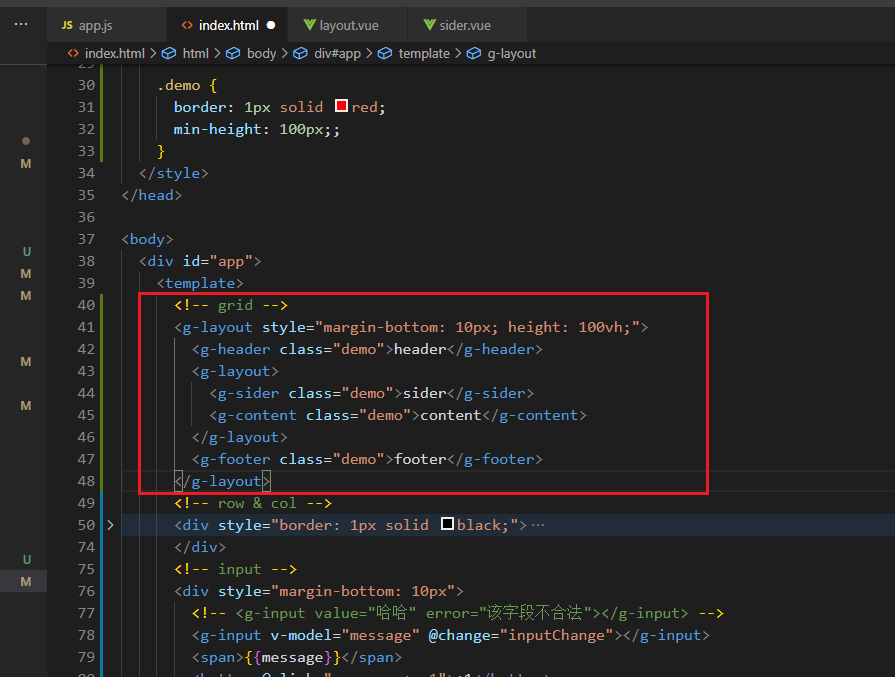 ···
JS app.js
index.html
layout.vue
sider.vue
index.html > html > body > div#app > template > g-layout
30 .demo {
31 border: 1px solid red;
32 min-height: 100px;;
33 }
34 </style>
35 </head>
36
37 <body>
38 <div id="app">
39 <template>
40 <!-- grid -->
41 <g-layout style="margin-bottom: 10px; height: 100vh;">
42 <g-header class="demo">header</g-header>
43 <g-layout>
44 <g-sider class="demo">sider</g-sider>
45 <g-content class="demo">content</g-content>
46 </g-layout>
47 <g-footer class="demo">footer</g-footer>
48 </g-layout>
49 <!-- row & col -->
50 <div style="border: 1px solid black;">···
74 </div>
75 <!-- input -->
76 <div style="margin-bottom: 10px">
77 <!-- <g-input value="哈哈" error="该字段不合法"></g-input> -->
78 <g-input v-model="message" @change="inputChange"></g-input>
79 <span>{{message}}</span>
M
U
M
M
M
M
U
M